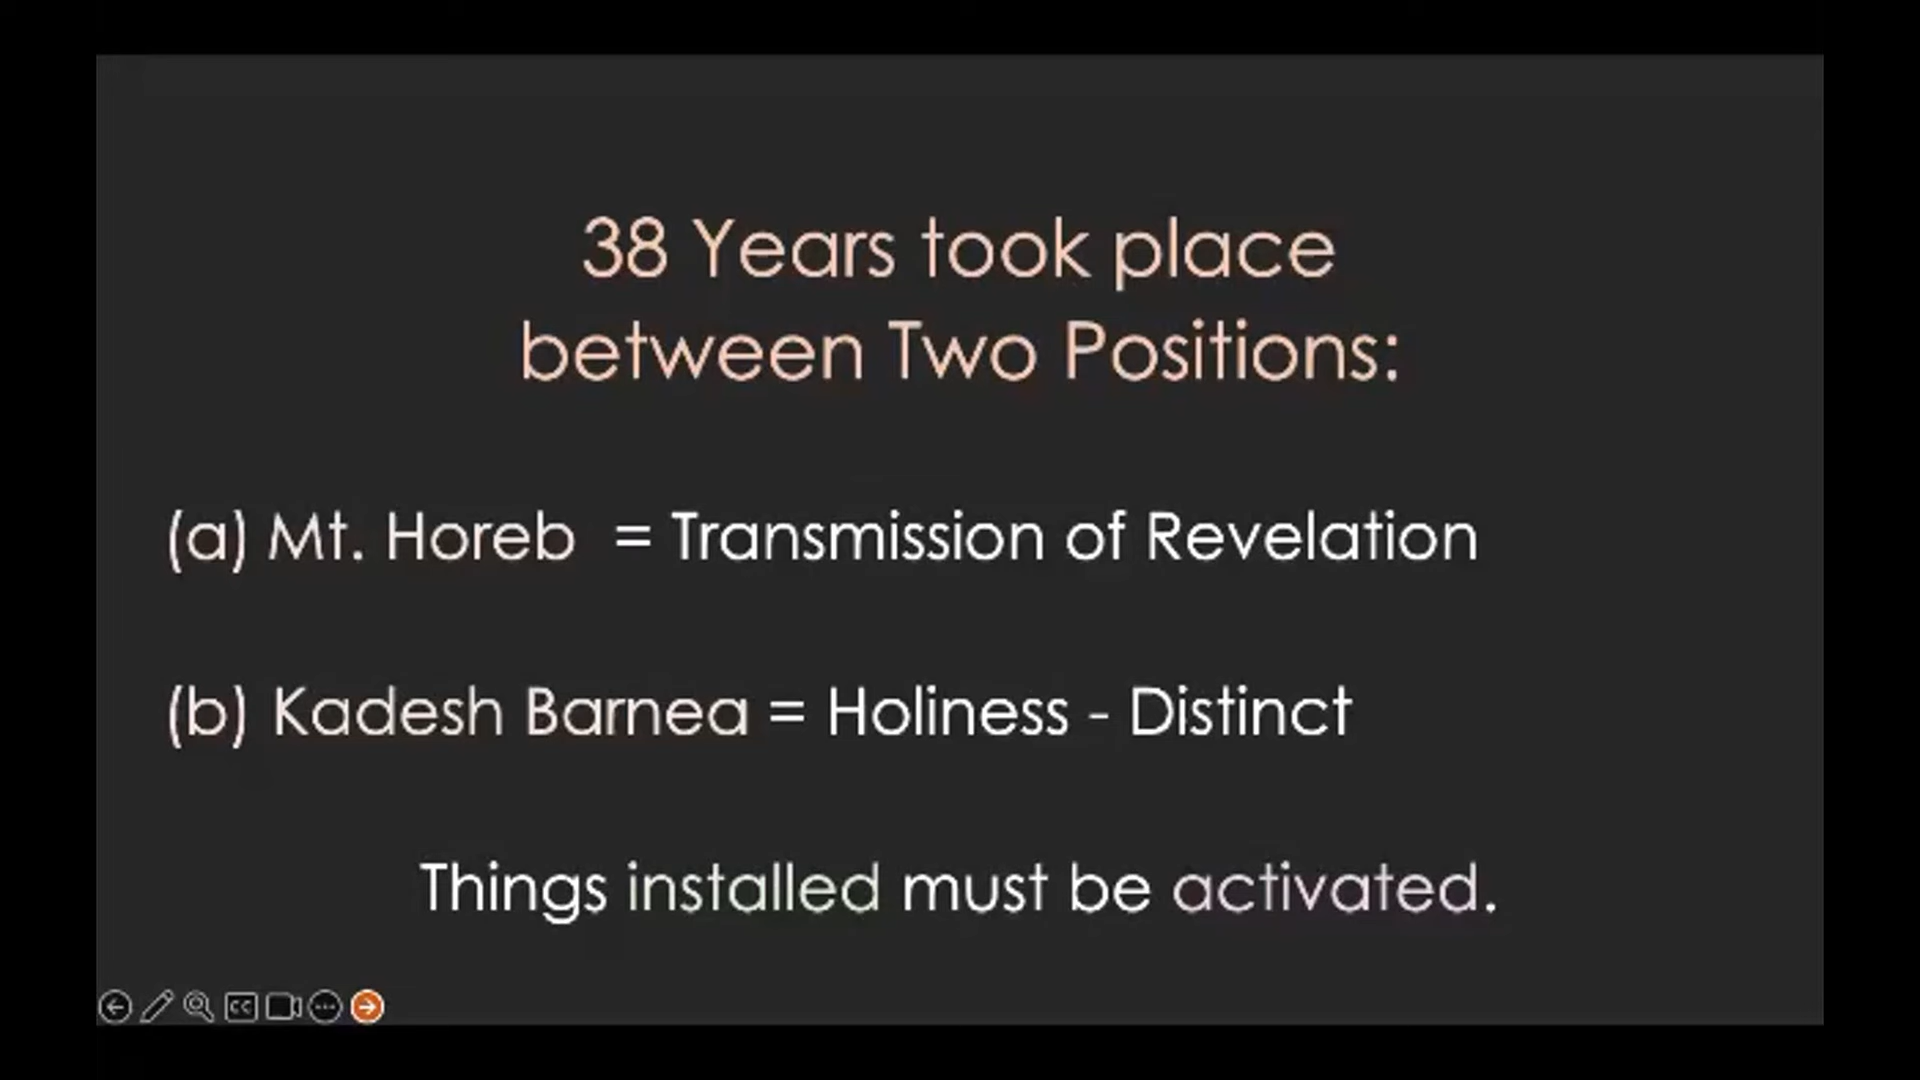 38 Years took place
between Two Positions:
(a) Mt. Horeb = Transmission of Revelation
(b) Kadesh Barnea = Holiness - Distinct
Things installed must be activated.
CC